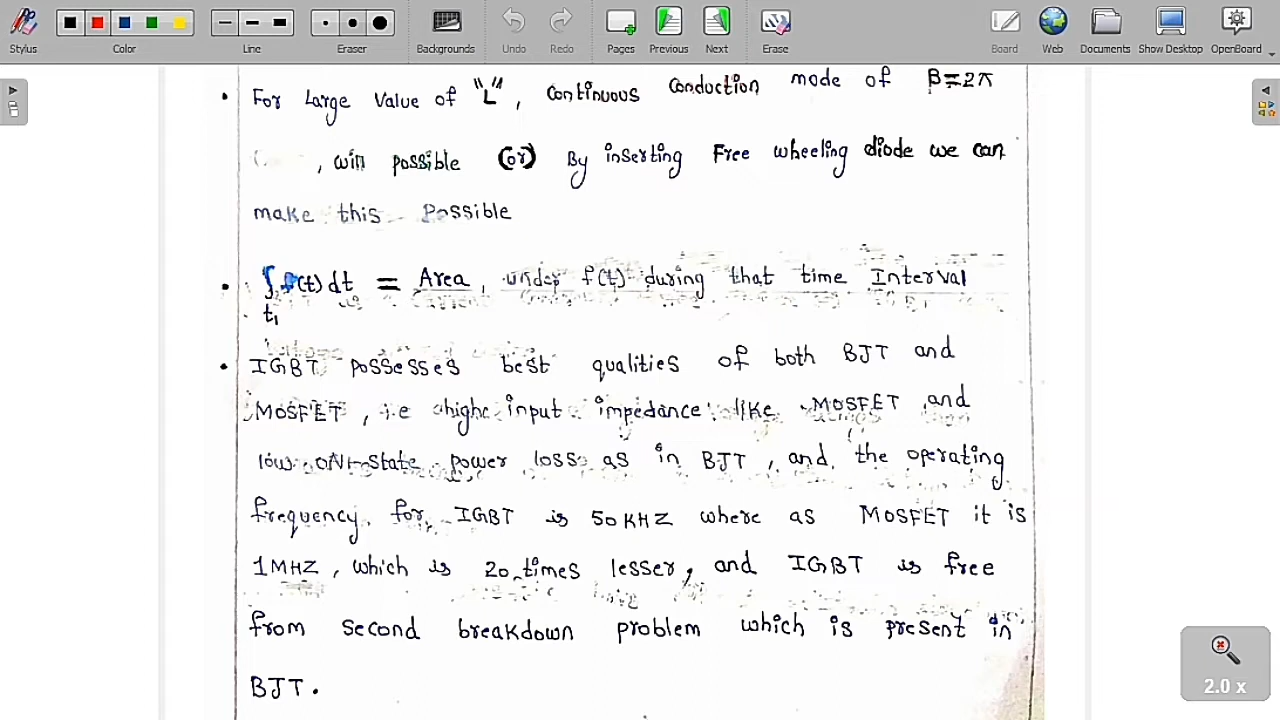 Stylus
Color
Line
Eraser
Backgrounds
Undo
Redo
Pages
Previous
Next
Erase
Board
Web
Documents
Show Desktop
OpenBoard
• For Large Value of "L", continuous conduction mode of β=2π
, will possible (or) By inserting Free wheeling diode we can
make this Possible
• ∫ f(t) dt = Area, under f(t) during that time Interval
t₁
• IGBT possesses best qualities of both BJT and
MOSFET, i.e high input impedance like MOSFET and
low ON-State power loss as in BJT, and the operating
frequency for IGBT is 50KHZ where as MOSFET it is
1MHZ, which is 20 times lesser, and IGBT is free
from second breakdown problem which is present in
BJT.
2.0 x